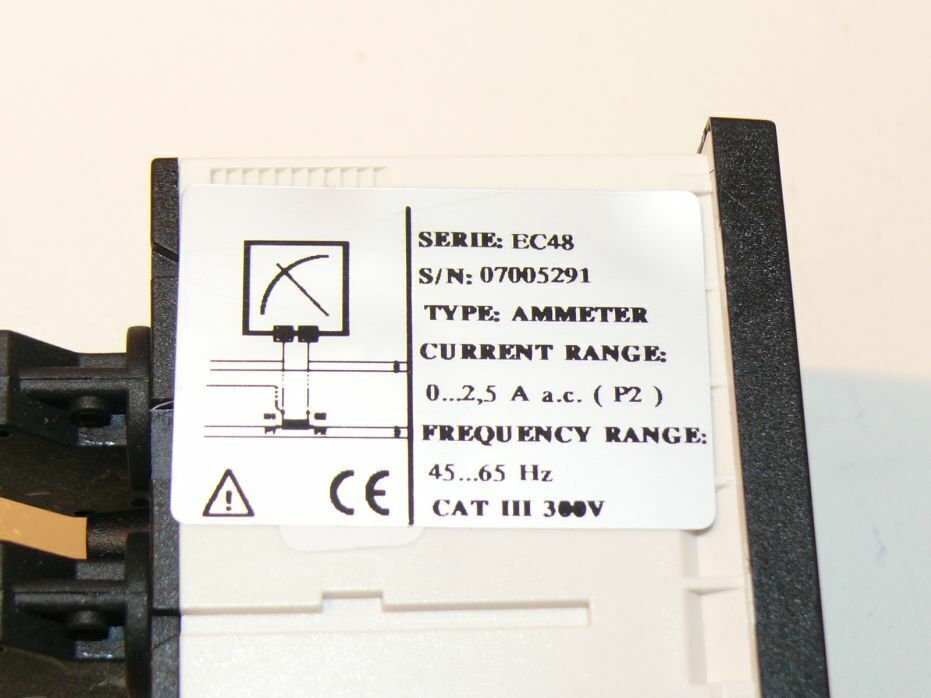 SERIE: EC48
S/N: 07005291
TYPE: AMMETER
CURRENT RANGE:
0...2,5 A a.c. ( P2 )
FREQUENCY RANGE:
45...65 Hz
CAT III 300V
CE